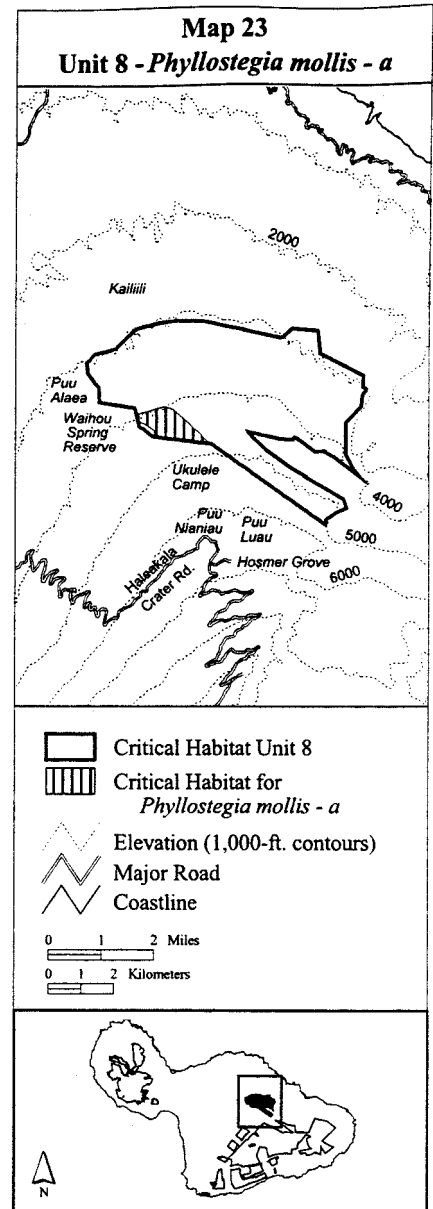 Map 23
Unit 8 - Phyllostegia mollis - a
2000
Kailiili
Puu
Alaea
Waihou
Spring
Reserve
Ukulele
Camp
4000
Puu
Nianiau
Puu
Luau
5000
Hosmer Grove
6000
Haleakala
Crater Rd.
Critical Habitat Unit 8
Critical Habitat for
Phyllostegia mollis - a
Elevation (1,000-ft. contours)
Major Road
Coastline
0 1 2 Miles
0 1 2 Kilometers
N